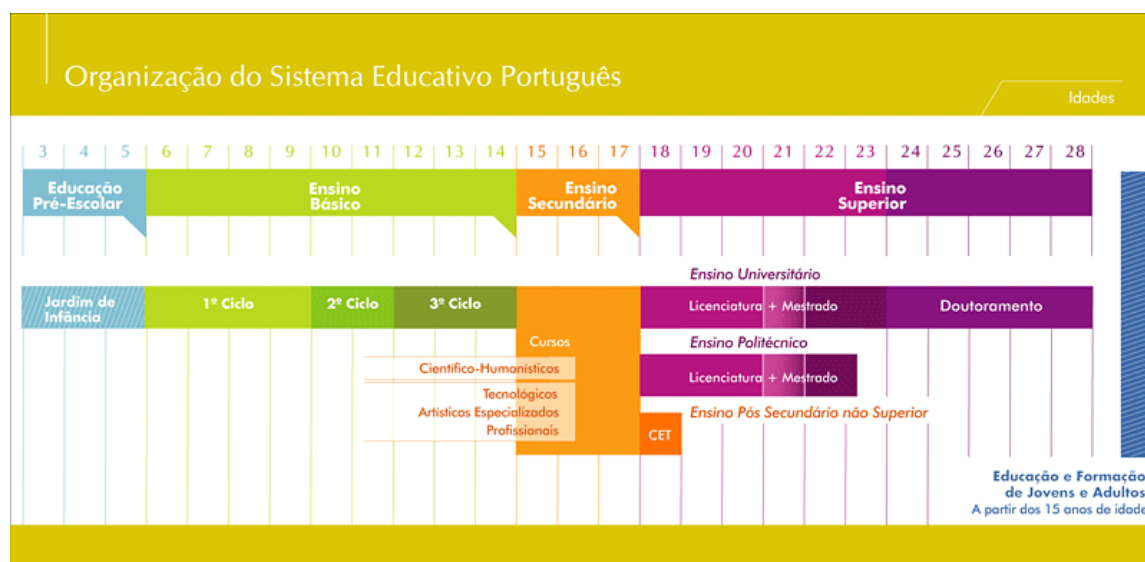 Organização do Sistema Educativo Português
Idades
3 4 5 6 7 8 9 10 11 12 13 14 15 16 17 18 19 20 21 22 23 24 25 26 27 28
Educação
Pré-Escolar
Ensino
Básico
Ensino
Secundário
Ensino
Superior
Jardim de
Infância
1º Ciclo
2º Ciclo
3º Ciclo
Cursos
Científico-Humanísticos
Tecnológicos
Artísticos Especializados
Profissionais
Ensino Universitário
Licenciatura + Mestrado
Doutoramento
Ensino Politécnico
Licenciatura + Mestrado
Ensino Pós Secundário não Superior
CET
Educação e Formação
de Jovens e Adultos
A partir dos 15 anos de idade